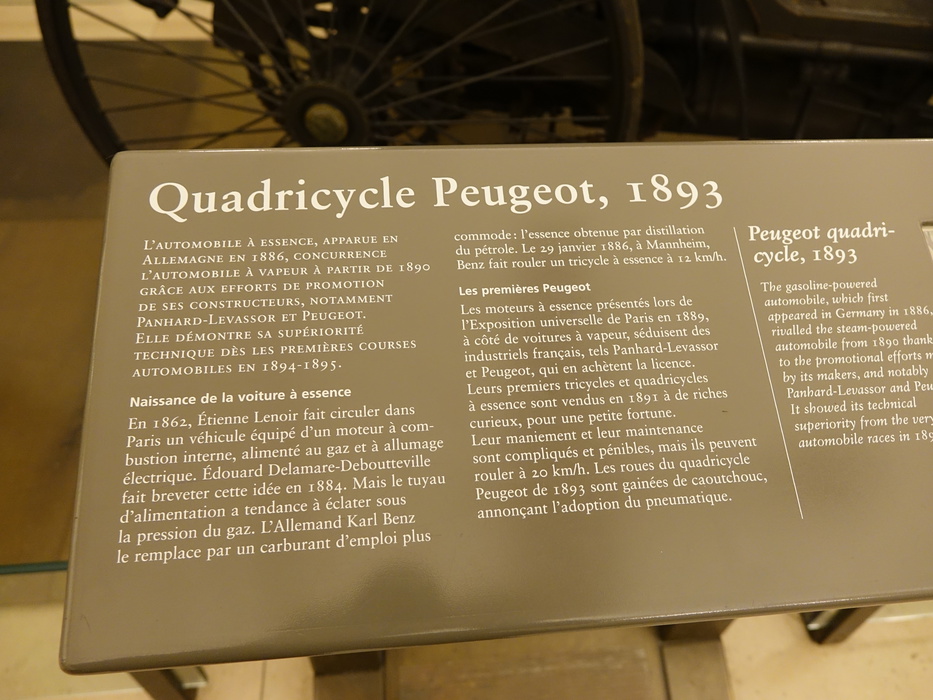 Quadricycle Peugeot, 1893
L'AUTOMOBILE À ESSENCE, APPARUE EN
ALLEMAGNE EN 1886, CONCURRENCE
L'AUTOMOBILE À VAPEUR À PARTIR DE 1890
GRÂCE AUX EFFORTS DE PROMOTION
DE SES CONSTRUCTEURS, NOTAMMENT
PANHARD-LEVASSOR ET PEUGEOT.
ELLE DÉMONTRE SA SUPÉRIORITÉ
TECHNIQUE DÈS LES PREMIÈRES COURSES
AUTOMOBILES EN 1894-1895.
Naissance de la voiture à essence
En 1862, Étienne Lenoir fait circuler dans
Paris un véhicule équipé d'un moteur à com-
bustion interne, alimenté au gaz et à allumage
électrique. Édouard Delamare-Deboutteville
fait breveter cette idée en 1884. Mais le tuyau
d'alimentation a tendance à éclater sous
la pression du gaz. L'Allemand Karl Benz
le remplace par un carburant d'emploi plus
commode : l'essence obtenue par distillation
du pétrole. Le 29 janvier 1886, à Mannheim,
Benz fait rouler un tricycle à essence à 12 km/h.
Les premières Peugeot
Les moteurs à essence présentés lors de
l'Exposition universelle de Paris en 1889,
à côté de voitures à vapeur, séduisent des
industriels français, tels Panhard-Levassor
et Peugeot, qui en achètent la licence.
Leurs premiers tricycles et quadricycles
à essence sont vendus en 1891 à de riches
curieux, pour une petite fortune.
Leur maniement et leur maintenance
sont compliqués et pénibles, mais ils peuvent
rouler à 20 km/h. Les roues du quadricycle
Peugeot de 1893 sont gainées de caoutchouc,
annonçant l'adoption du pneumatique.
Peugeot quadri-
cycle, 1893
The gasoline-powered
automobile, which first
appeared in Germany in 1886,
rivalled the steam-powered
automobile from 1890 thank
to the promotional efforts m
by its makers, and notably
Panhard-Levassor and Peu
It showed its technical
superiority from the very
automobile races in 189